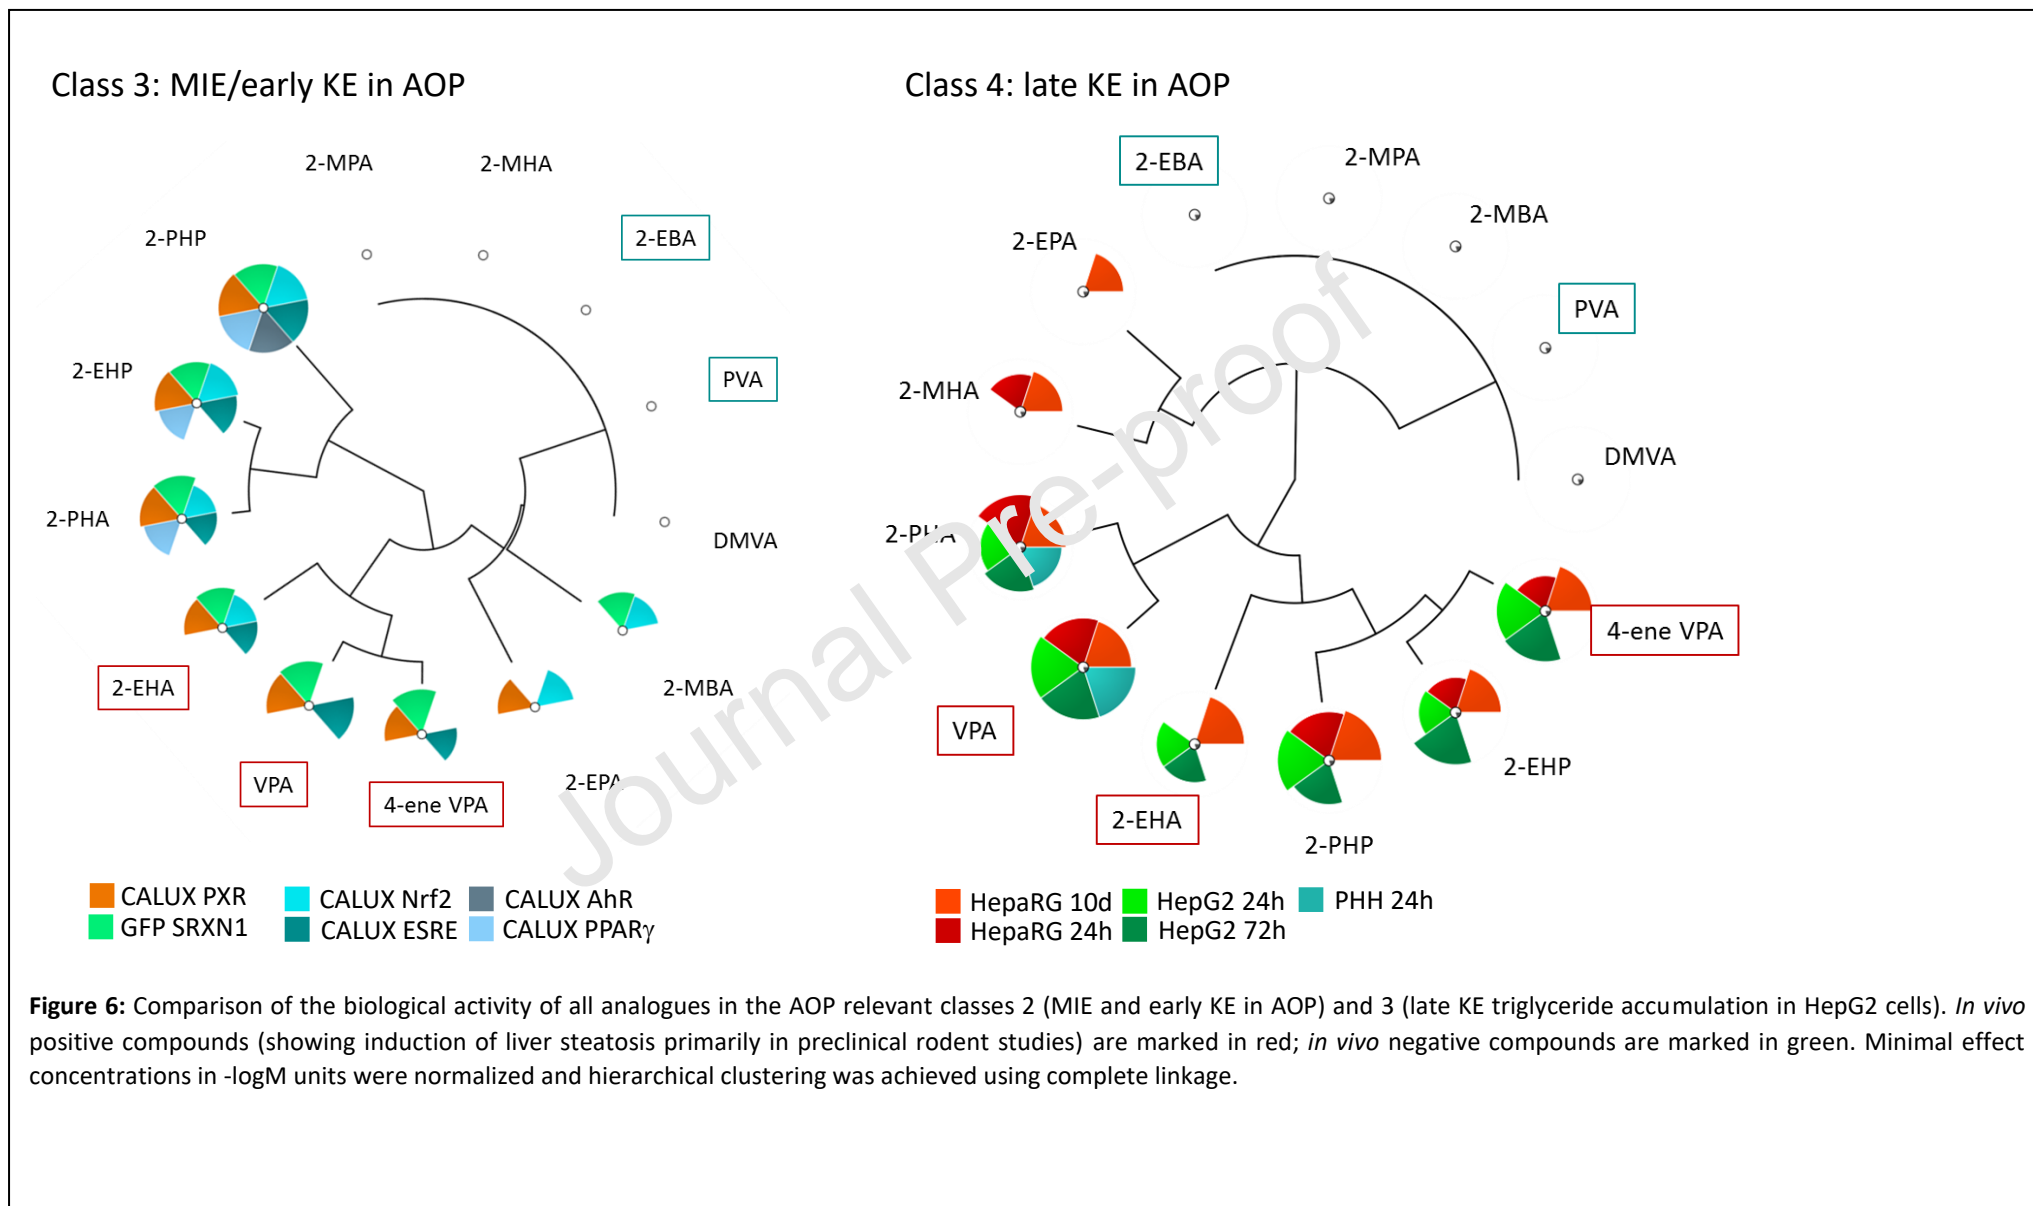 Class 3: MIE/early KE in AOP
2-MPA
2-MHA
2-PHP
2-EBA
2-EHP
PVA
2-PHA
DMVA
2-EHA
2-MBA
VPA
4-ene VPA
2-EPA
CALUX PXR
CALUX Nrf2
CALUX AhR
GFP SRXN1
CALUX ESRE
CALUX PPARγ
Class 4: late KE in AOP
2-EBA
2-MPA
2-MBA
2-EPA
PVA
2-MHA
DMVA
2-PHA
4-ene VPA
VPA
2-EHP
2-EHA
2-PHP
HepaRG 10d
HepG2 24h
PHH 24h
HepaRG 24h
HepG2 72h
Journal Pre-proof
Figure 6: Comparison of the biological activity of all analogues in the AOP relevant classes 2 (MIE and early KE in AOP) and 3 (late KE triglyceride accumulation in HepG2 cells). In vivo
positive compounds (showing induction of liver steatosis primarily in preclinical rodent studies) are marked in red; in vivo negative compounds are marked in green. Minimal effect
concentrations in -logM units were normalized and hierarchical clustering was achieved using complete linkage.